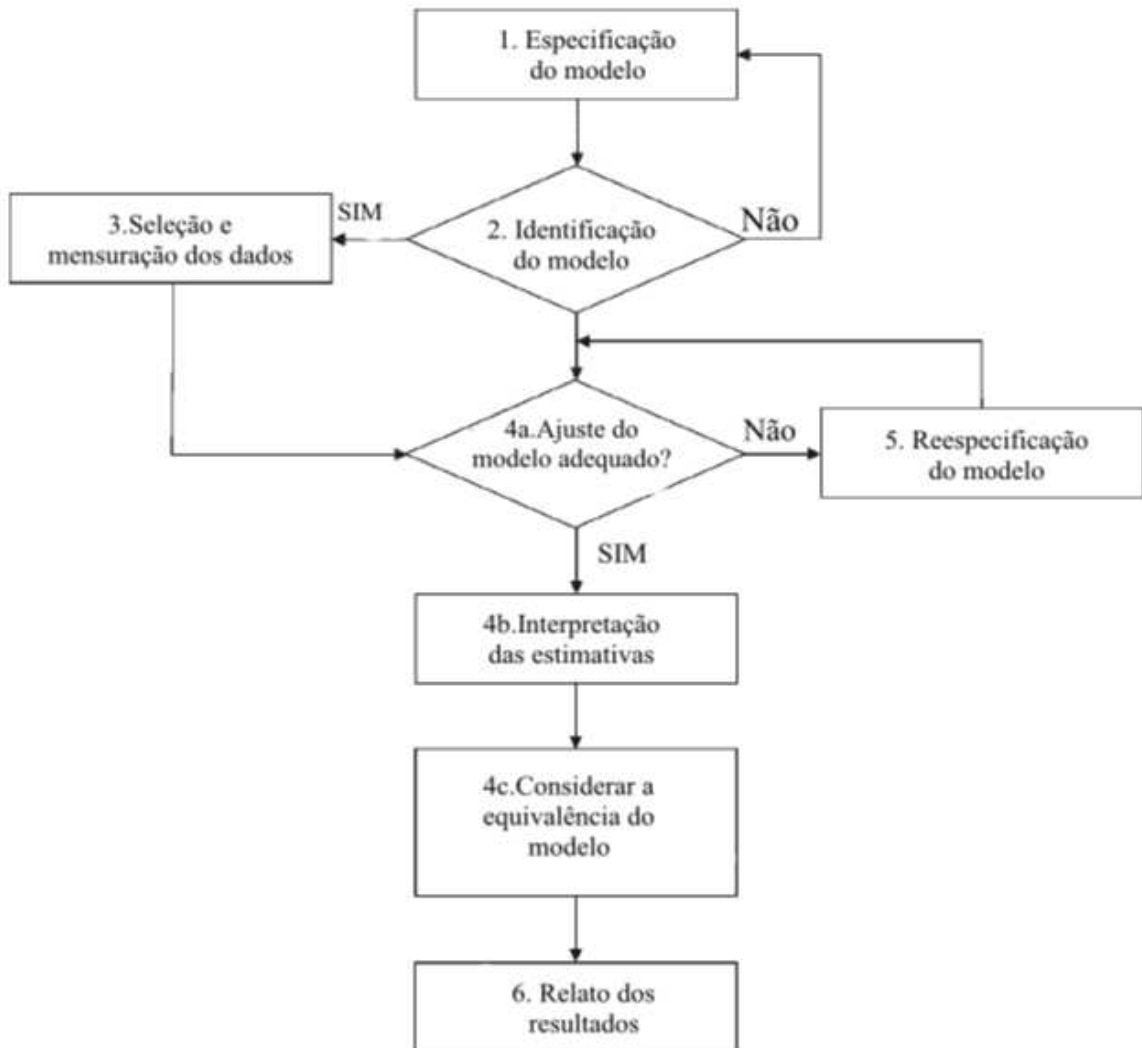 1. Especificação
do modelo
SIM
3.Seleção e
mensuração dos dados
2. Identificação
do modelo
Não
4a.Ajuste do
modelo adequado?
Não
5. Reespecificação
do modelo
SIM
4b.Interpretação
das estimativas
4c.Considerar a
equivalência do
modelo
6. Relato dos
resultados